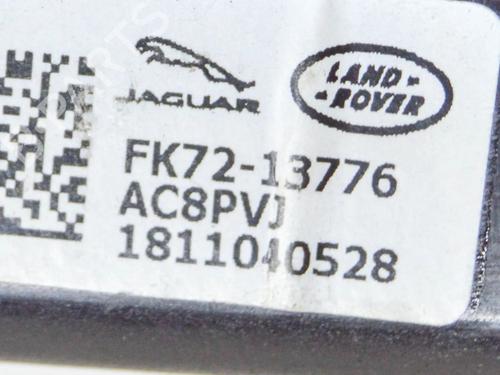 JAGUAR
LAND-
-ROVER
FK72-13776
AC8PVJ
1811040528